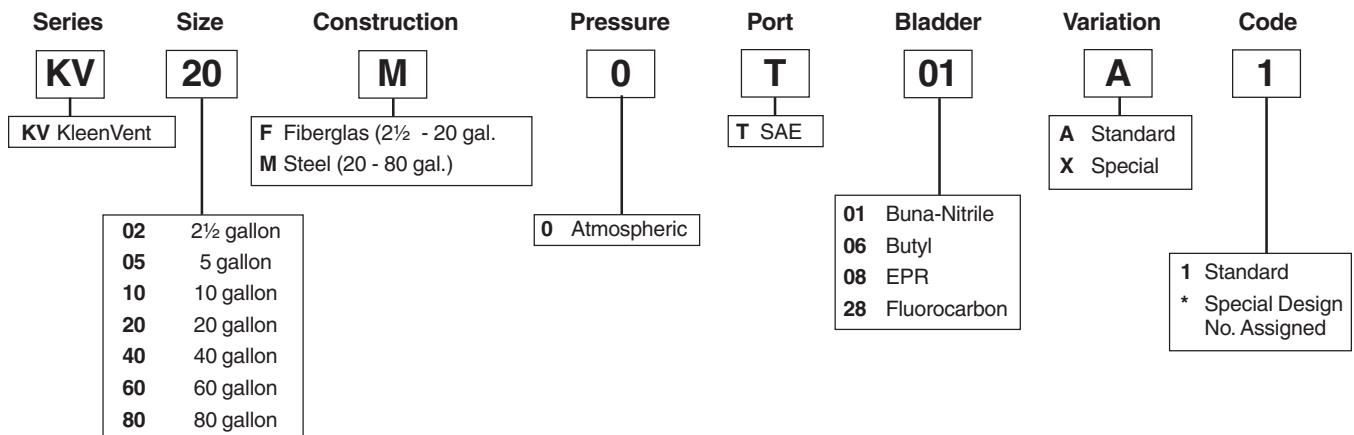 Series Size Construction Pressure Port Bladder Variation Code
KV 20 M 0 T 01 A 1
KV KleenVent
F Fiberglas (2½ - 20 gal.
M Steel (20 - 80 gal.)
T SAE
A Standard
X Special
02 2½ gallon
05 5 gallon
10 10 gallon
20 20 gallon
40 40 gallon
60 60 gallon
80 80 gallon
0 Atmospheric
01 Buna-Nitrile
06 Butyl
08 EPR
28 Fluorocarbon
1 Standard
* Special Design
No. Assigned